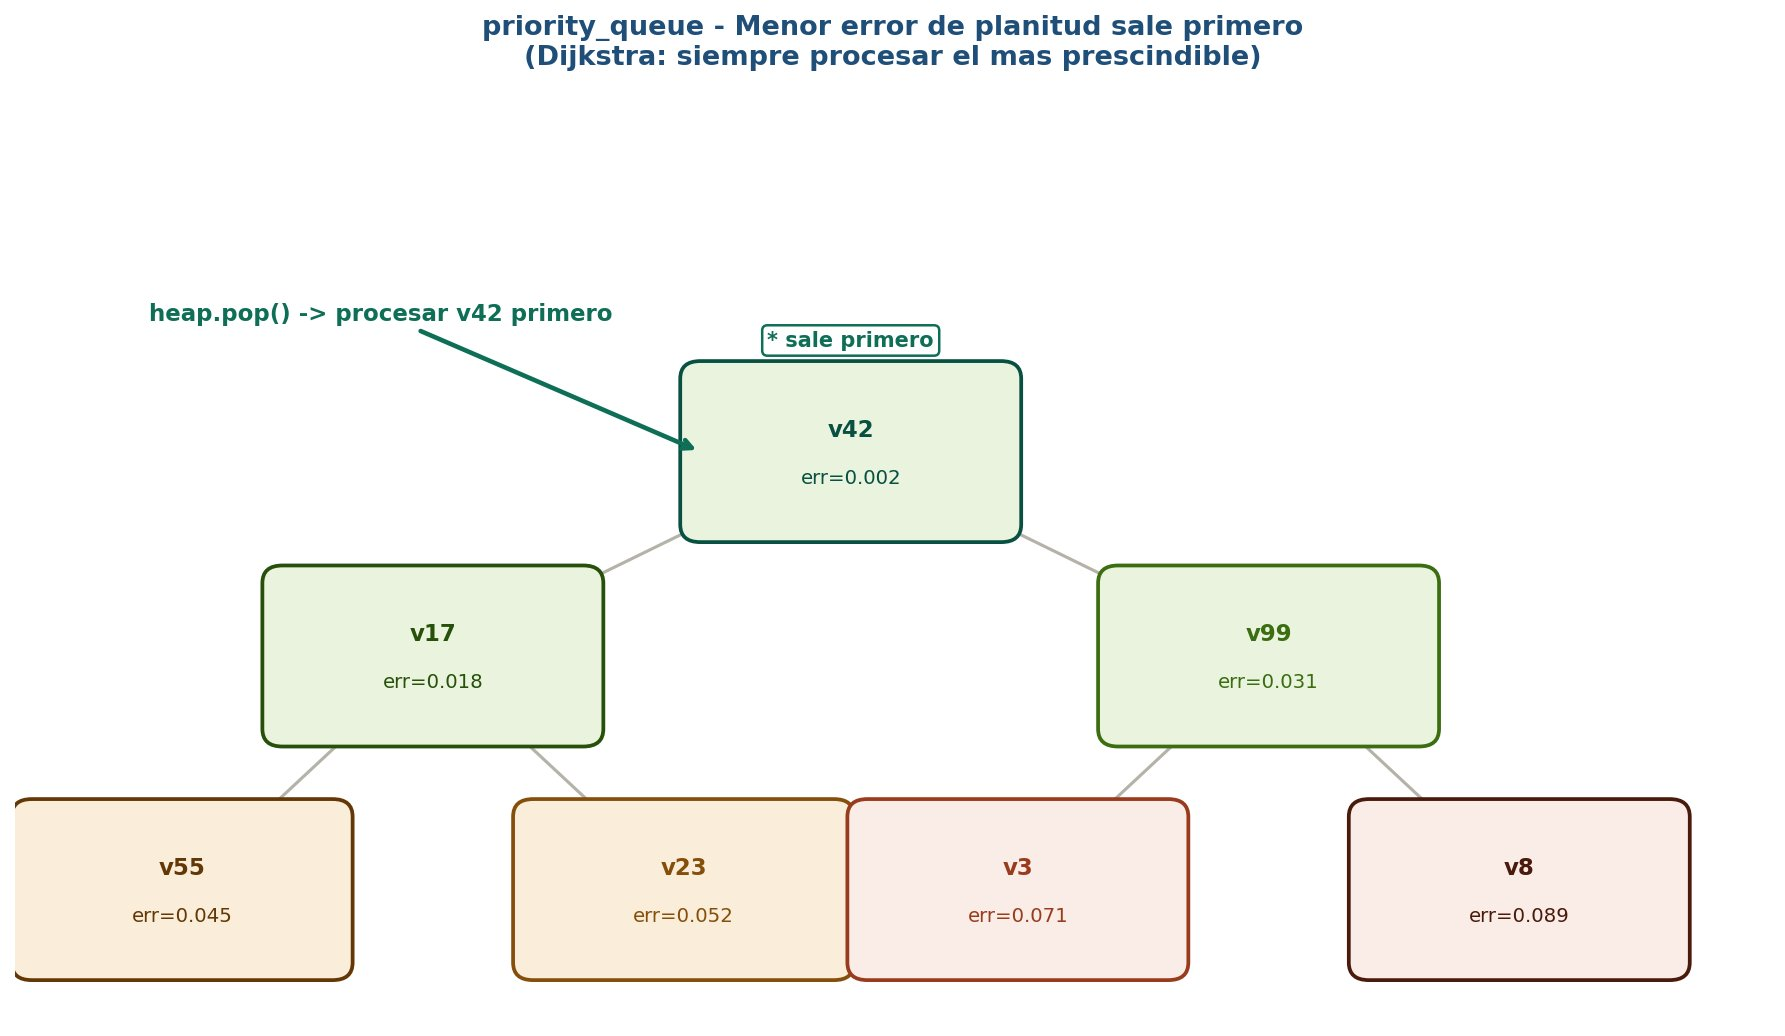 priority_queue - Menor error de planitud sale primero
(Dijkstra: siempre procesar el mas prescindible)
heap.pop() -> procesar v42 primero
* sale primero
v42
err=0.002
v17
err=0.018
v99
err=0.031
v55
err=0.045
v23
err=0.052
v3
err=0.071
v8
err=0.089